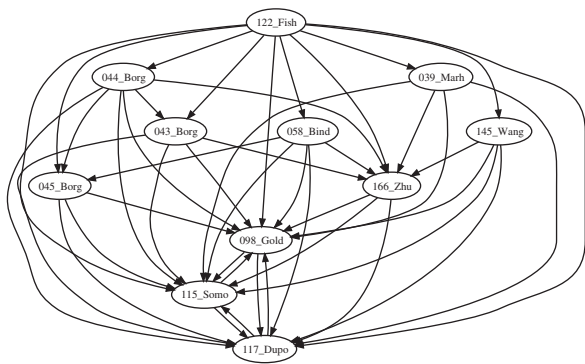 122_Fish
044_Borg
039_Marh
043_Borg
058_Bind
145_Wang
045_Borg
166_Zhu
098_Gold
115_Somo
117_Dupo